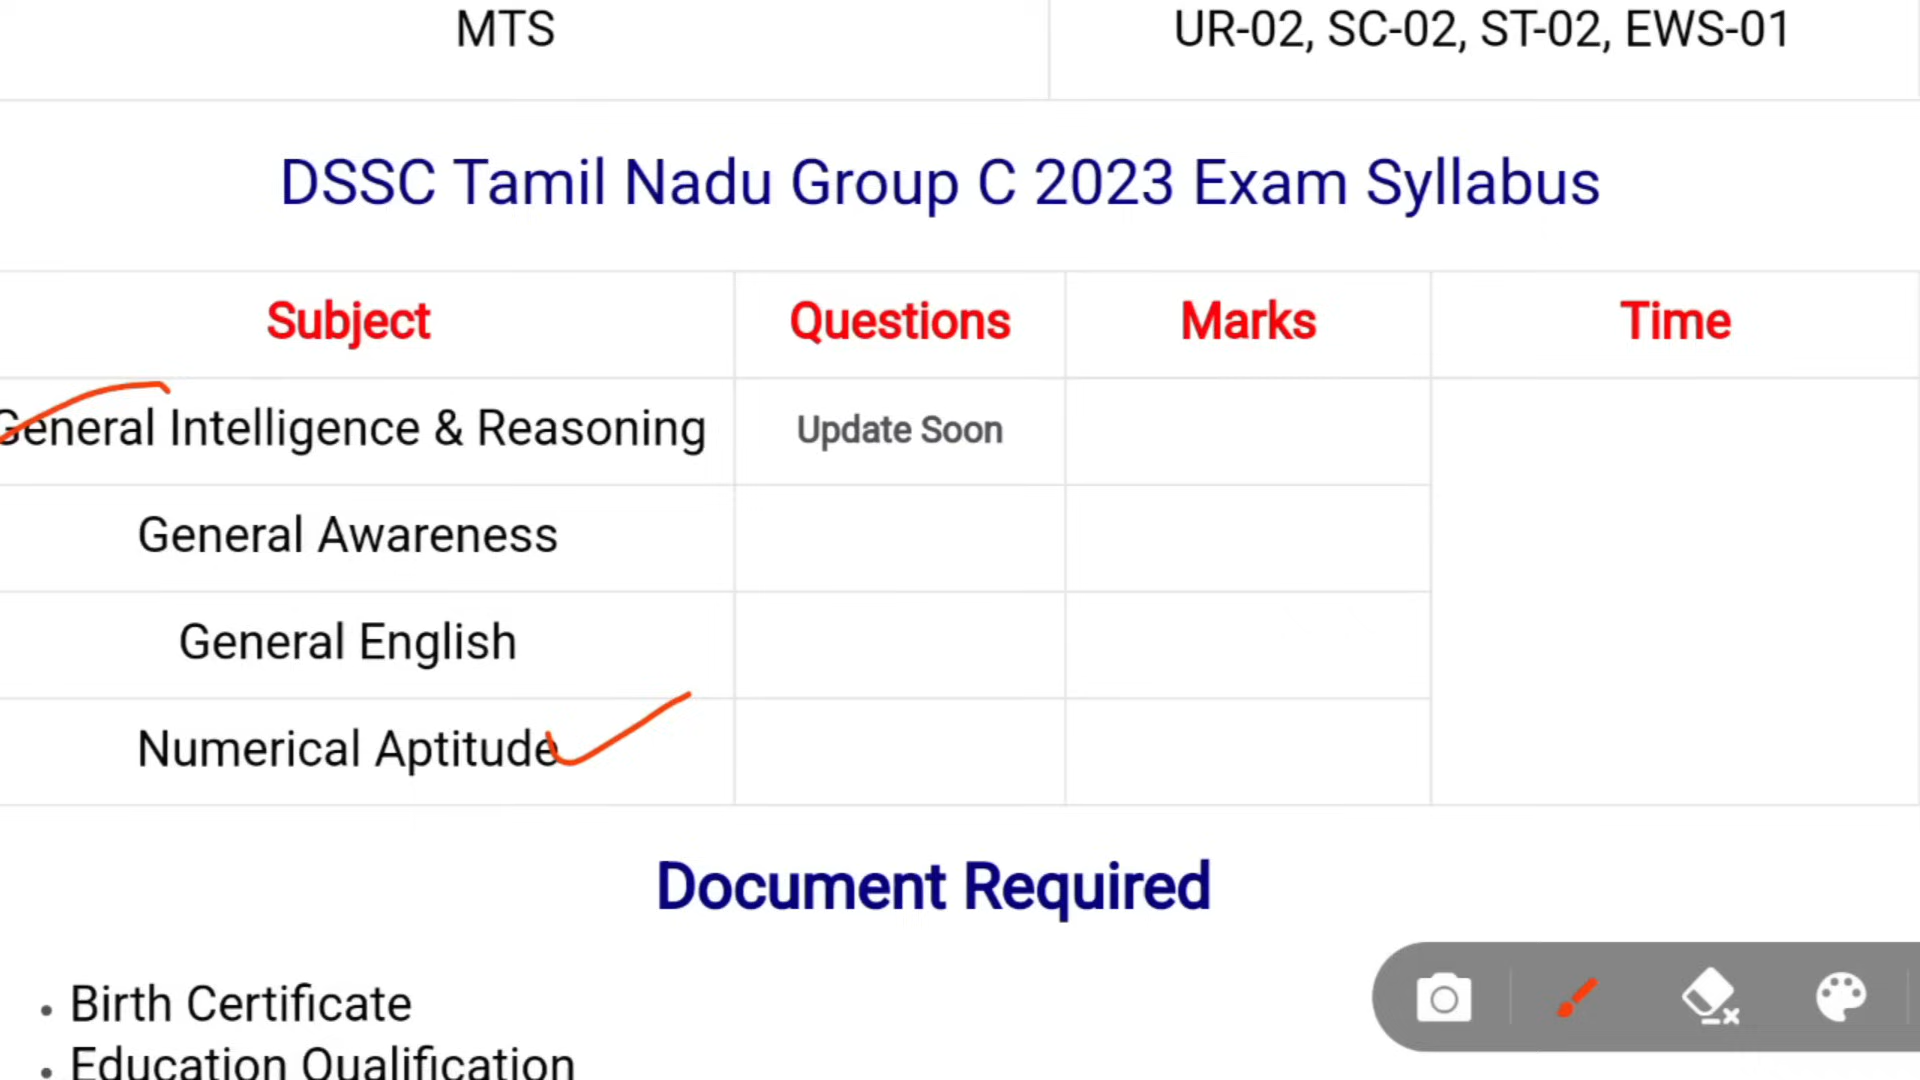 MTS UR-02, SC-02, ST-02, EWS-01
DSSC Tamil Nadu Group C 2023 Exam Syllabus
Subject Questions Marks Time
General Intelligence & Reasoning Update Soon
General Awareness
General English
Numerical Aptitude
Document Required
• Birth Certificate
• Education Qualification